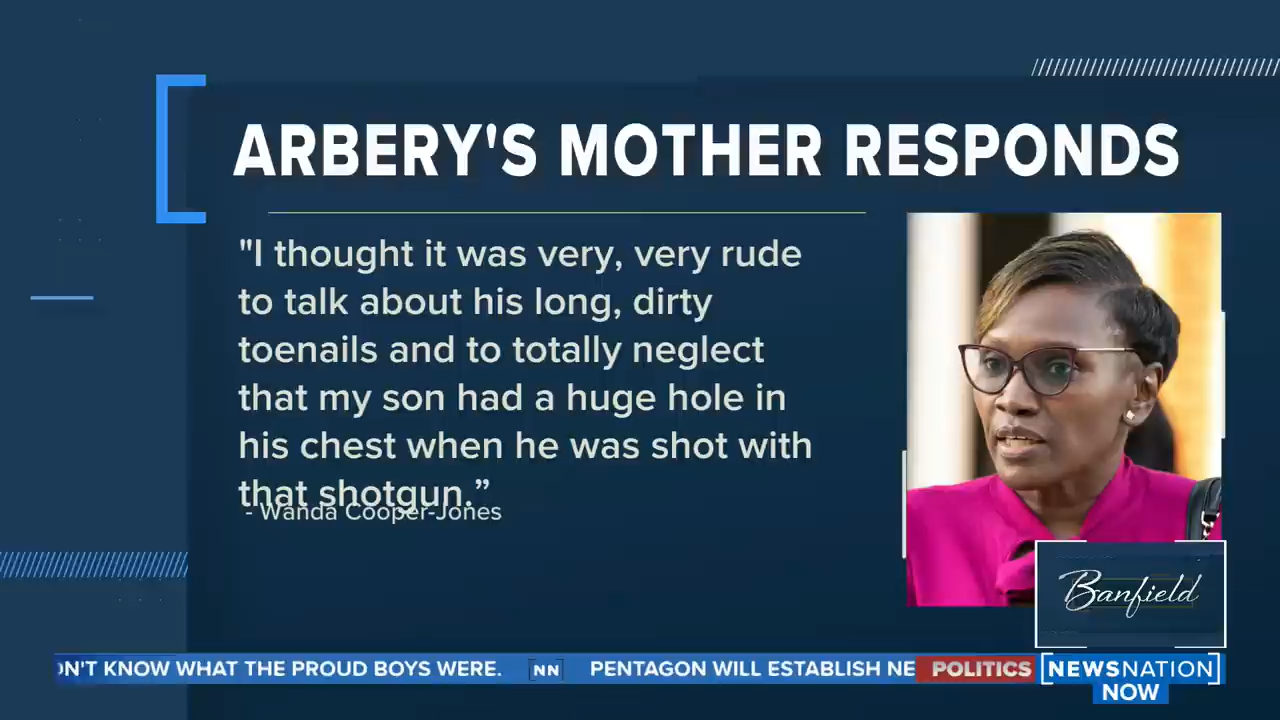 ARBERY'S MOTHER RESPONDS
"I thought it was very, very rude
to talk about his long, dirty
toenails and to totally neglect
that my son had a huge hole in
his chest when he was shot with
that shotgun.”
- Wanda Cooper-Jones
Banfield
ON'T KNOW WHAT THE PROUD BOYS WERE. NN PENTAGON WILL ESTABLISH NE POLITICS NEWSNATION
NOW